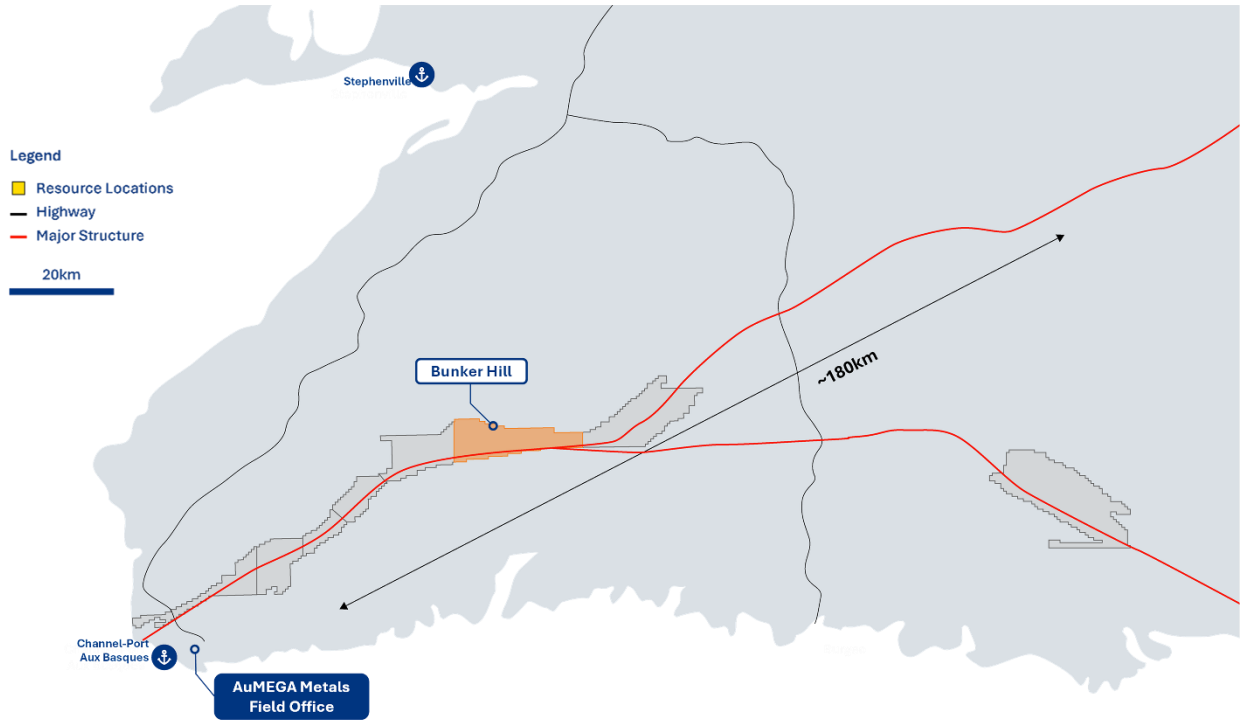 Stephenville
Legend
Resource Locations
Highway
Major Structure
20km
Bunker Hill
~180km
Channel-Port
Aux Basques
AuMEGA Metals
Field Office